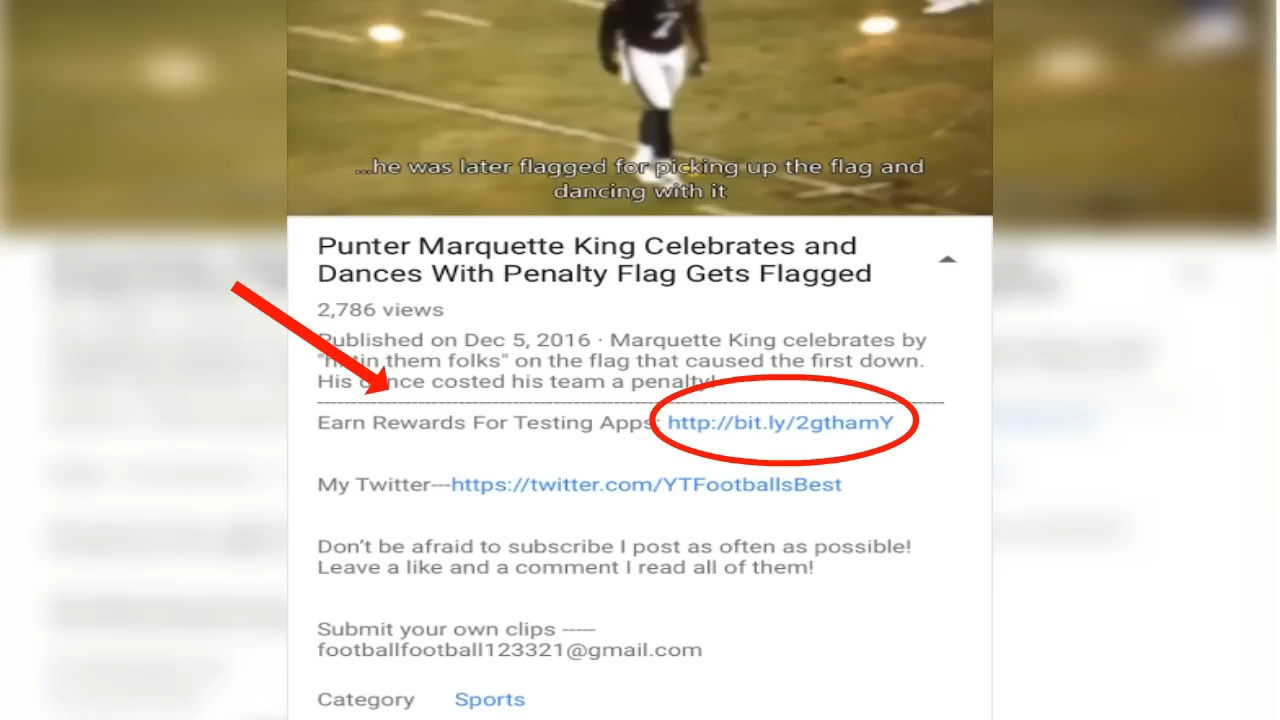 7
...he was later flagged for picking up the flag and
dancing with it
Punter Marquette King Celebrates and
Dances With Penalty Flag Gets Flagged
2,786 views
Published on Dec 5, 2016 · Marquette King celebrates by
them folks" on the flag that caused the first down.
His dance costed his team a penalty!
--------------------------------------------------------------------------------
Earn Rewards For Testing Apps: http://bit.ly/2gthamY
My Twitter---https://twitter.com/YTFootballsBest
Don't be afraid to subscribe I post as often as possible!
Leave a like and a comment I read all of them!
Submit your own clips -----
footballfootball123321@gmail.com
Category Sports